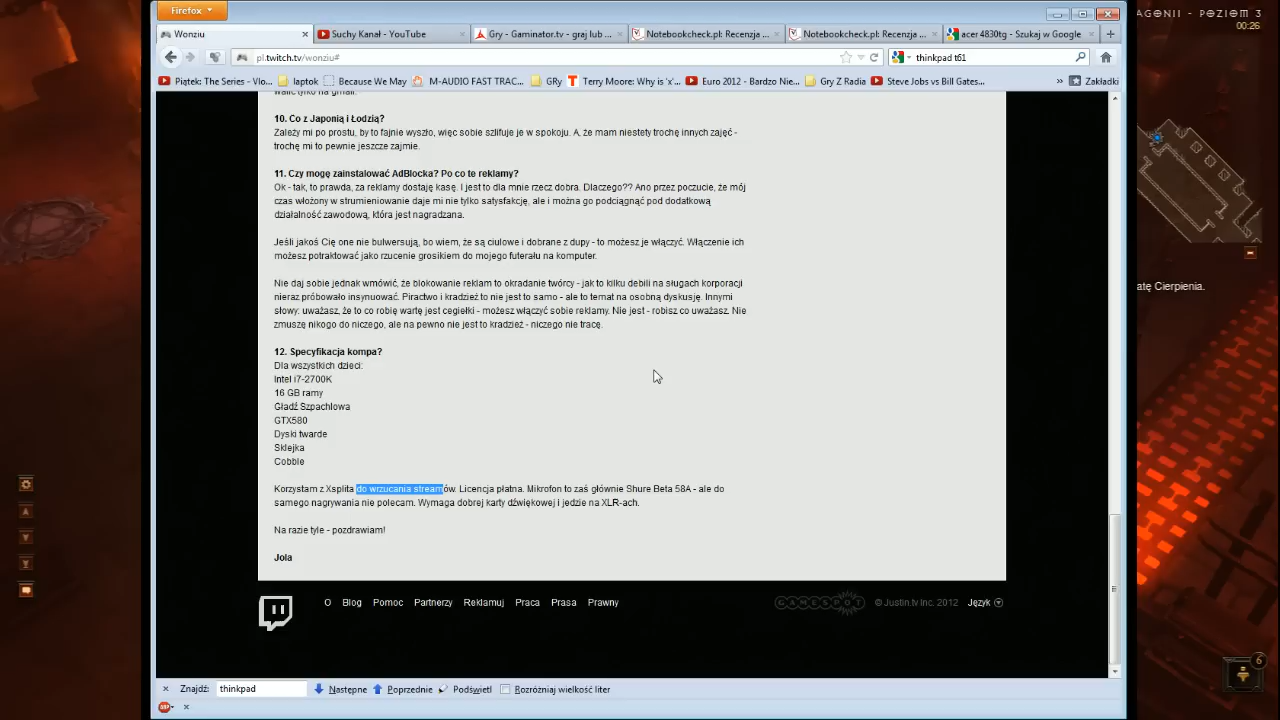 Firefox
AGONII - POZIOM 3
00:26
Wonziu
Suchy Kanał - YouTube
Gry - Gaminator.pl - graj lub ...
Notebookcheck.pl: Recenzja ...
Notebookcheck.pl: Recenzja ...
acer 4830tg - Szukaj w Google
pl.twitch.tv/wonziu#
thinkpad t61
Piątek: The Series - Vlo...
laptok
Because We May
M-AUDIO FAST TRAC...
GRy
Terry Moore: Why is 'x'...
Euro 2012 - Bardzo Nie...
Gry Z Radia
Steve Jobs vs Bill Gates...
»
Zakładki
walić tylko na gmail.
10. Co z Japonią i Łodzią?
Zależy mi po prostu, by to fajnie wyszło, więc sobie szlifuje je w spokoju. A, że mam niestety trochę innych zajęć -
trochę mi to pewnie jeszcze zajmie.
11. Czy mogę zainstalować AdBlocka? Po co te reklamy?
Ok - tak, to prawda, za reklamy dostaję kasę. I jest to dla mnie rzecz dobra. Dlaczego?? Ano przez poczucie, że mój
czas włożony w strumieniowanie daje mi nie tylko satysfakcję, ale i można go podciągnąć pod dodatkową
działalność zawodową, która jest nagradzana.
Jeśli jakoś Cię one nie bulwersują, bo wiem, że są ciulowe i dobrane z dupy - to możesz je włączyć. Włączenie ich
możesz potraktować jako rzucenie grosikiem do mojego futerału na komputer.
Nie daj sobie jednak wmówić, że blokowanie reklam to okradanie twórcy - jak to kilku debili na sługach korporacji
nieraz próbowało insynuować. Piractwo i kradzież to nie jest to samo - ale to temat na osobną dyskusję. Innymi
słowy: uważasz, że to co robię wartę jest cegiełki - możesz włączyć sobie reklamy. Nie jest - robisz co uważasz. Nie
zmuszę nikogo do niczego, ale na pewno nie jest to kradzież - niczego nie tracę.
12. Specyfikacja kompa?
Dla wszystkich dzieci:
Intel i7-2700K
16 GB ramy
Gładź Szpachlowa
GTX580
Dyski twarde
Sklejka
Cobble
Korzystam z Xsplita do wrzucania streamów. Licencja płatna. Mikrofon to zaś głównie Shure Beta 58A - ale do
samego nagrywania nie polecam. Wymaga dobrej karty dźwiękowej i jedzie na XLR-ach.
Na razie tyle - pozdrawiam!
Jola
atę Cierpienia.
O Blog Pomoc Partnerzy Reklamuj Praca Prasa Prawny
GAMESPOT
© Justin.tv Inc. 2012
Język
6
Znajdź: thinkpad
Następne
Poprzednie
Podświetl
Rozróżniaj wielkość liter
ABP